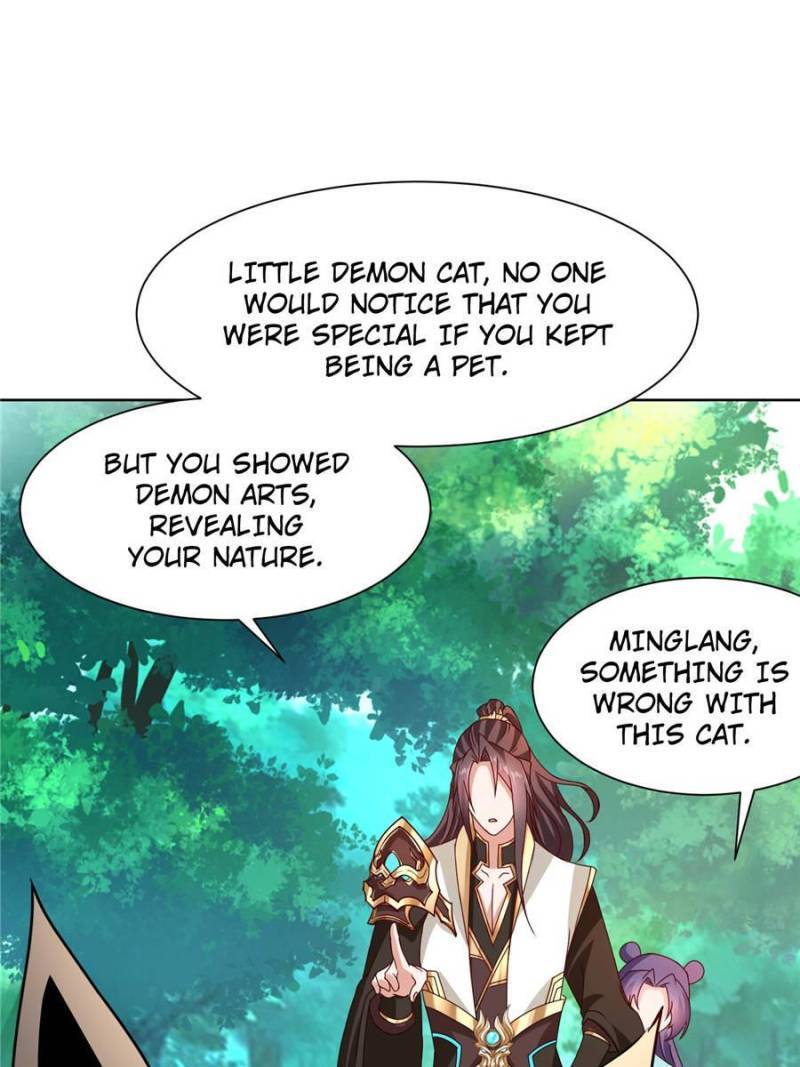 LITTLE DEMON CAT, NO ONE
WOULD NOTICE THAT YOU
WERE SPECIAL IF YOU KEPT
BEING A PET.
BUT YOU SHOWED
DEMON ARTS,
REVEALING
YOUR NATURE.
MINGLANG,
SOMETHING IS
WRONG WITH
THIS CAT.